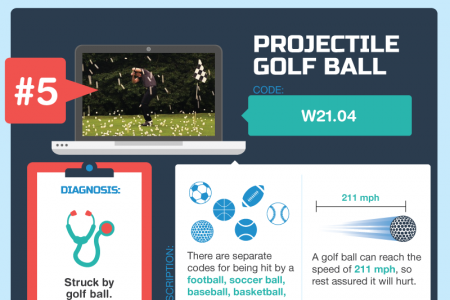 PROJECTILE
GOLF BALL
#5
CODE:
W21.04
DIAGNOSIS:
Struck by
golf ball.
DESCRIPTION:
There are separate
codes for being hit by a
football, soccer ball,
baseball, basketball,
211 mph
A golf ball can reach the
speed of 211 mph, so
rest assured it will hurt.